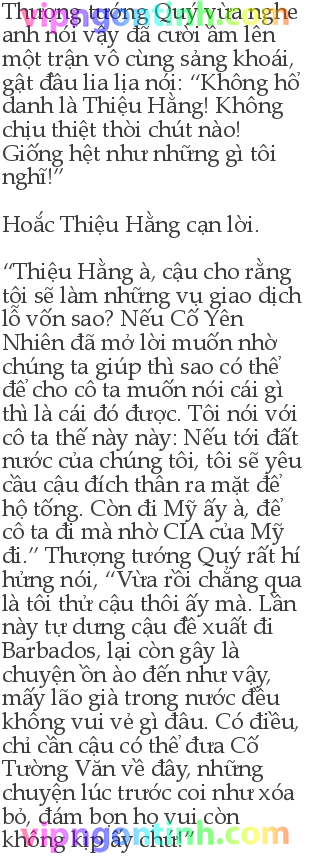 Thượng tướng Quý vừa nghe
vipngontinh.com
anh nói vậy đã cười ầm lên
một trận vô cùng sảng khoái,
gật đầu lia lịa nói: “Không hổ
danh là Thiệu Hằng! Không
chịu thiệt thòi chút nào!
Giống hệt như những gì tôi
nghĩ!”
Hoắc Thiệu Hằng cạn lời.
“Thiệu Hằng à, cậu cho rằng
tôi sẽ làm những vụ giao dịch
lỗ vốn sao? Nếu Cố Yên
Nhiên đã mở lời muốn nhờ
chúng ta giúp thì sao có thể
để cho cô ta muốn nói cái gì
thì là cái đó được. Tôi nói với
cô ta thế này này: Nếu tới đất
nước của chúng tôi, tôi sẽ yêu
cầu cậu đích thân ra mặt để
hộ tống. Còn đi Mỹ ấy à, để
cô ta đi mà nhờ CIA của Mỹ
đi.” Thượng tướng Quý rất hí
hửng nói, “Vừa rồi chẳng qua
là tôi thử cậu thôi ấy mà. Lần
này tự dưng cậu đề xuất đi
Barbados, lại còn gây là
chuyện ồn ào đến như vậy,
mấy lão già trong nước đều
không vui vẻ gì đâu. Có điều,
chỉ cần cậu có thể đưa Cố
Tường Văn về đây, những
chuyện lúc trước coi như xóa
bỏ, đám bọn họ vui còn
không kịp ấy chứ!”
vipngontinh.com